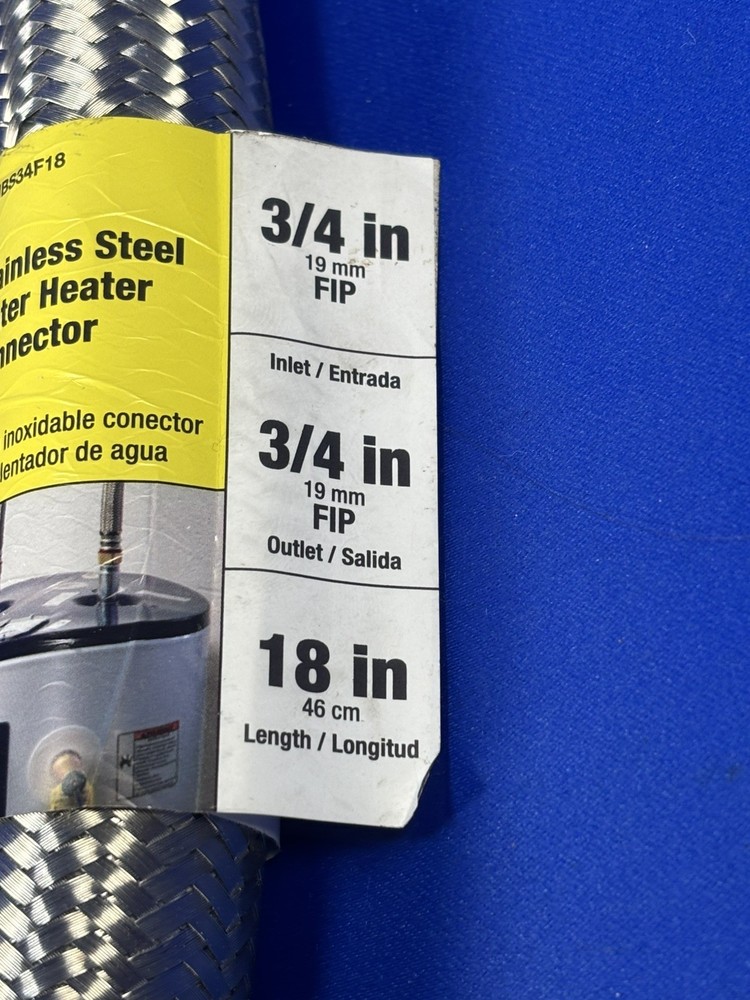 BS34F18
ainless Steel
ter Heater
nnector
inoxidable conector
lentador de agua
3/4 in
19 mm
FIP
Inlet / Entrada
3/4 in
19 mm
FIP
Outlet / Salida
18 in
46 cm
Length / Longitud